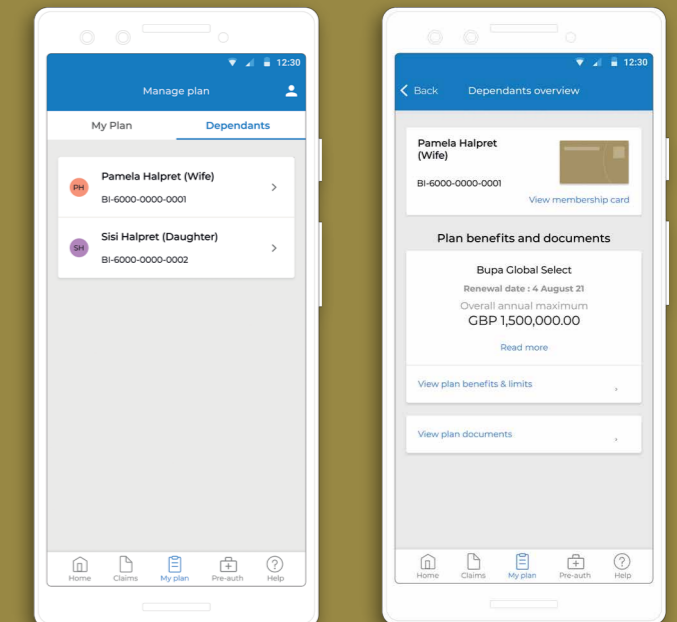 12:30
Manage plan
My Plan Dependants
PH
Pamela Halpret (Wife)
BI-6000-0000-0001
SH
Sisi Halpret (Daughter)
BI-6000-0000-0002
Home Claims My plan Pre-auth Help
12:30
Back Dependants overview
Pamela Halpret
(Wife)
BI-6000-0000-0001
View membership card
Plan benefits and documents
Bupa Global Select
Renewal date : 4 August 21
Overall annual maximum
GBP 1,500,000.00
Read more
View plan benefits & limits
View plan documents
Home Claims My plan Pre-auth Help